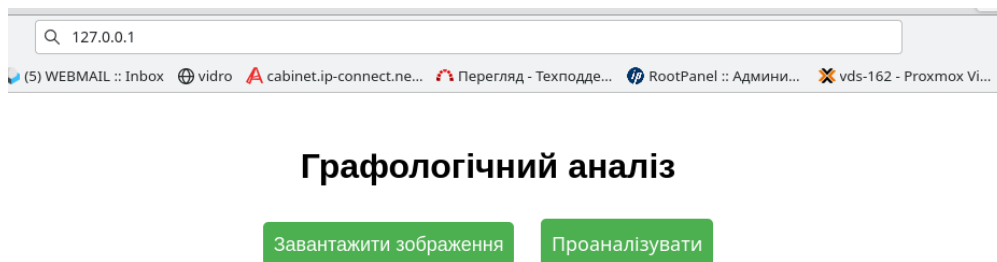 127.0.0.1
(5) WEBMAIL :: Inbox vidro cabinet.ip-connect.ne... Перегляд - Техподде... RootPanel :: Админи... vds-162 - Proxmox Vi...
Графологічний аналіз
Завантажити зображення Проаналізувати